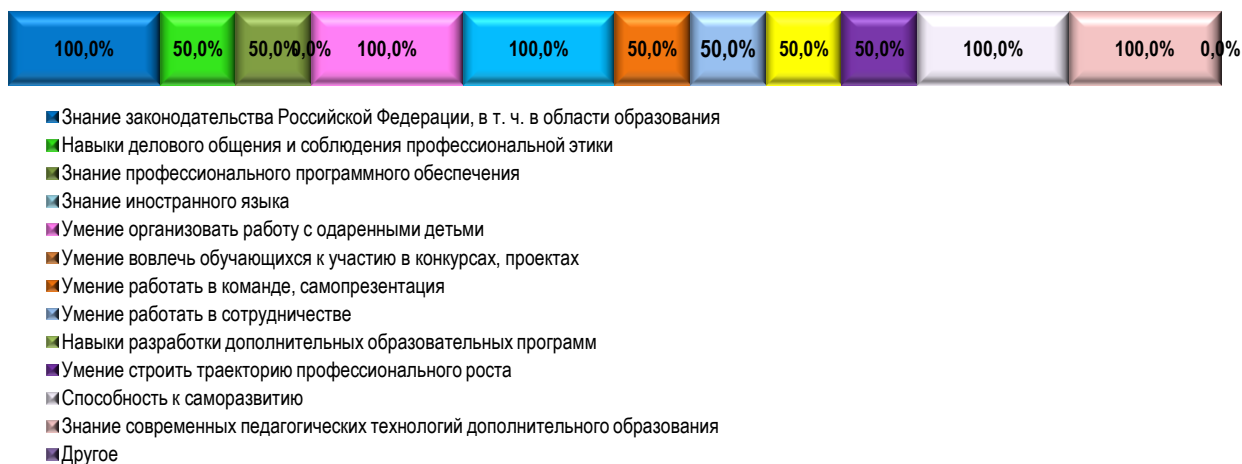 100,0% 50,0% 50,0% 0,0% 100,0% 100,0% 50,0% 50,0% 50,0% 50,0% 100,0% 100,0% 0,0%
Знание законодательства Российской Федерации, в т. ч. в области образования
Навыки делового общения и соблюдения профессиональной этики
Знание профессионального программного обеспечения
Знание иностранного языка
Умение организовать работу с одаренными детьми
Умение вовлечь обучающихся к участию в конкурсах, проектах
Умение работать в команде, самопрезентация
Умение работать в сотрудничестве
Навыки разработки дополнительных образовательных программ
Умение строить траекторию профессионального роста
Способность к саморазвитию
Знание современных педагогических технологий дополнительного образования
Другое